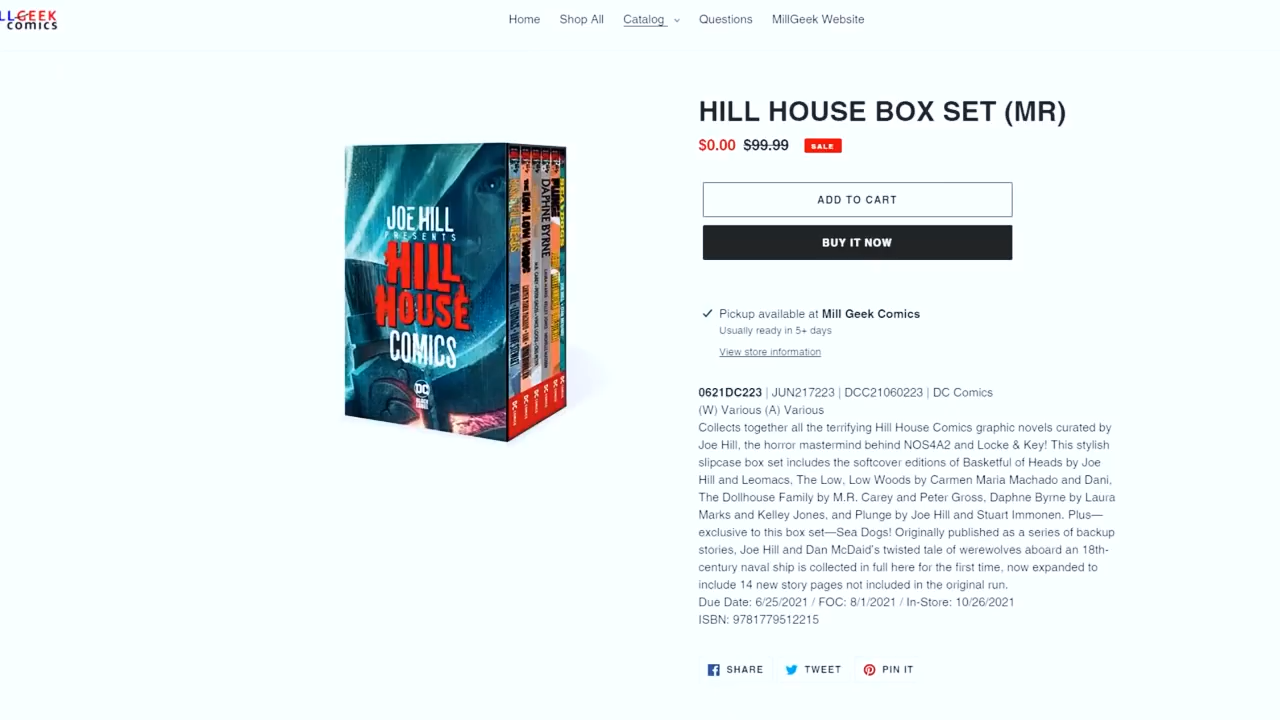 LLGEEK
comics
Home Shop All Catalog Questions MillGeek Website
HILL HOUSE BOX SET (MR)
$0.00 $99.99 SALE
ADD TO CART
BUY IT NOW
Pickup available at Mill Geek Comics
Usually ready in 5+ days
View store information
0621DC223 | JUN217223 | DCC21060223 | DC Comics
(W) Various (A) Various
Collects together all the terrifying Hill House Comics graphic novels curated by
Joe Hill, the horror mastermind behind NOS4A2 and Locke & Key! This stylish
slipcase box set includes the softcover editions of Basketful of Heads by Joe
Hill and Leomacs, The Low, Low Woods by Carmen Maria Machado and Dani,
The Dollhouse Family by M.R. Carey and Peter Gross, Daphne Byrne by Laura
Marks and Kelley Jones, and Plunge by Joe Hill and Stuart Immonen. Plus—
exclusive to this box set—Sea Dogs! Originally published as a series of backup
stories, Joe Hill and Dan McDaid's twisted tale of werewolves aboard an 18th-
century naval ship is collected in full here for the first time, now expanded to
include 14 new story pages not included in the original run.
Due Date: 6/25/2021 / FOC: 8/1/2021 / In-Store: 10/26/2021
ISBN: 9781779512215
SHARE TWEET PIN IT
JOE HILL
PRESENTS
HILL
HOUSE
COMICS
DC
THE LOW, LOW WOODS
DAPHNE BYRNE
PLUNGE
SEA DOGS